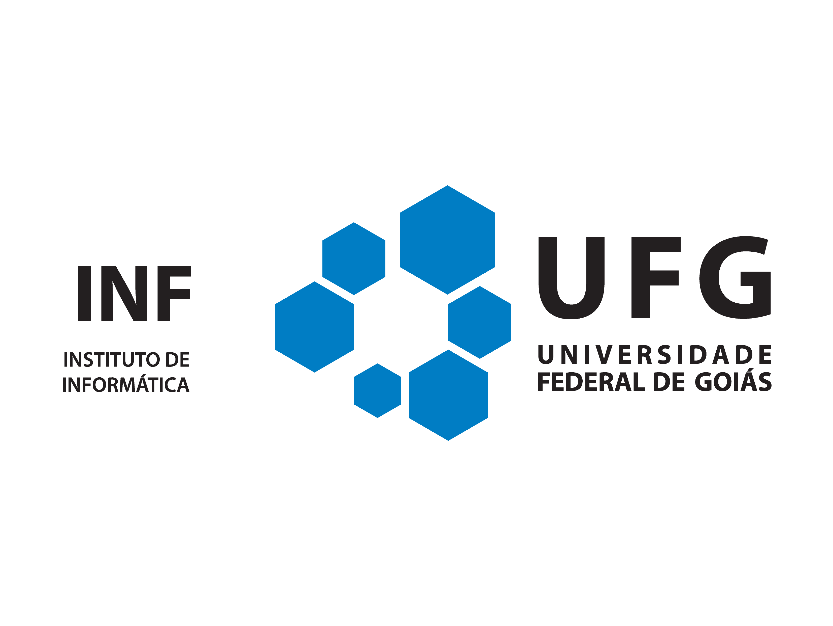 INF
INSTITUTO DE
INFORMÁTICA
UFG
UNIVERSIDADE
FEDERAL DE GOIÁS